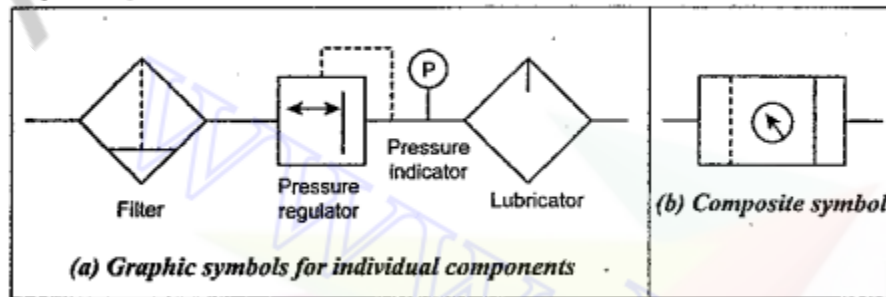 P
Filter
Pressure
regulator
Pressure
indicator
Lubricator
(a) Graphic symbols for individual components
(b) Composite symbol